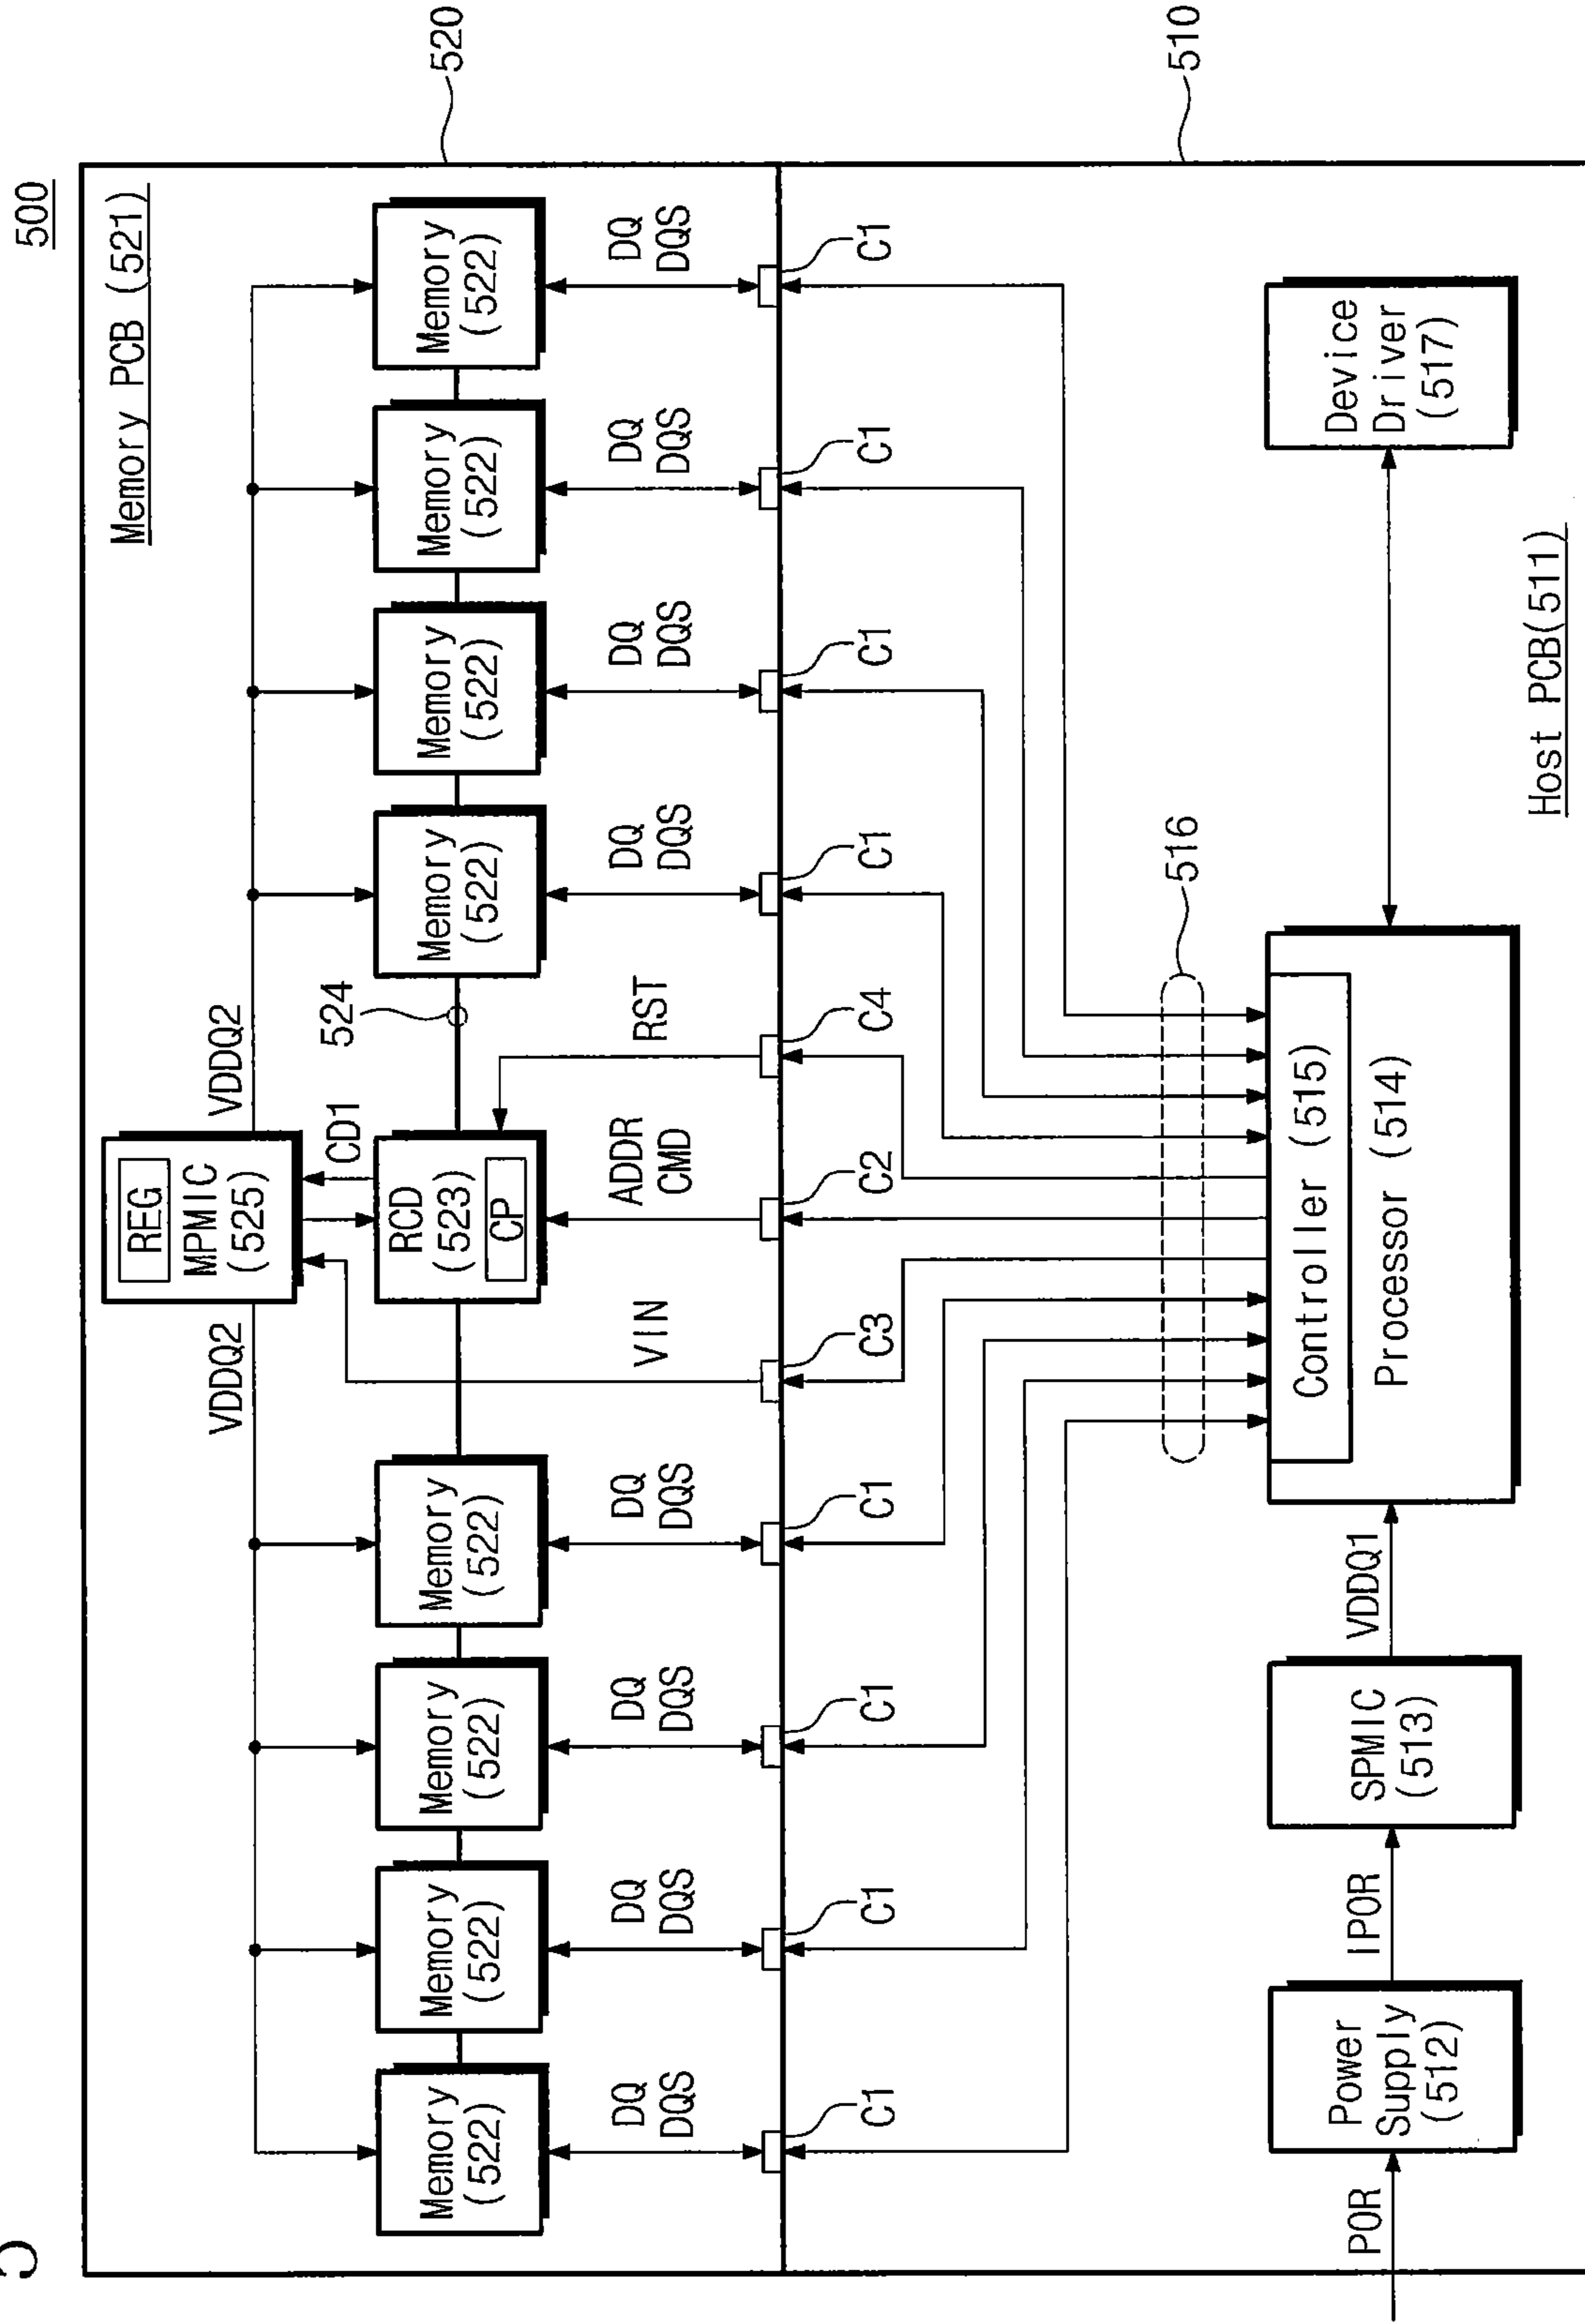 500
Memory PCB (521)
520
REG
MPMIC
(525)
VDDQ2
VDDQ2
CD1
524
Memory
(522)
Memory
(522)
Memory
(522)
Memory
(522)
RCD
(523)
CP
Memory
(522)
Memory
(522)
Memory
(522)
Memory
(522)
DQ
DQS
DQ
DQS
DQ
DQS
DQ
DQS
VIN
ADDR
CMD
RST
DQ
DQS
DQ
DQS
DQ
DQS
DQ
DQS
C1
C1
C1
C1
C3
C2
C4
C1
C1
C1
C1
516
510
POR
Power
Supply
(512)
IPOR
SPMIC
(513)
VDDQ1
Controller (515)
Processor (514)
Device
Driver
(517)
Host PCB(511)